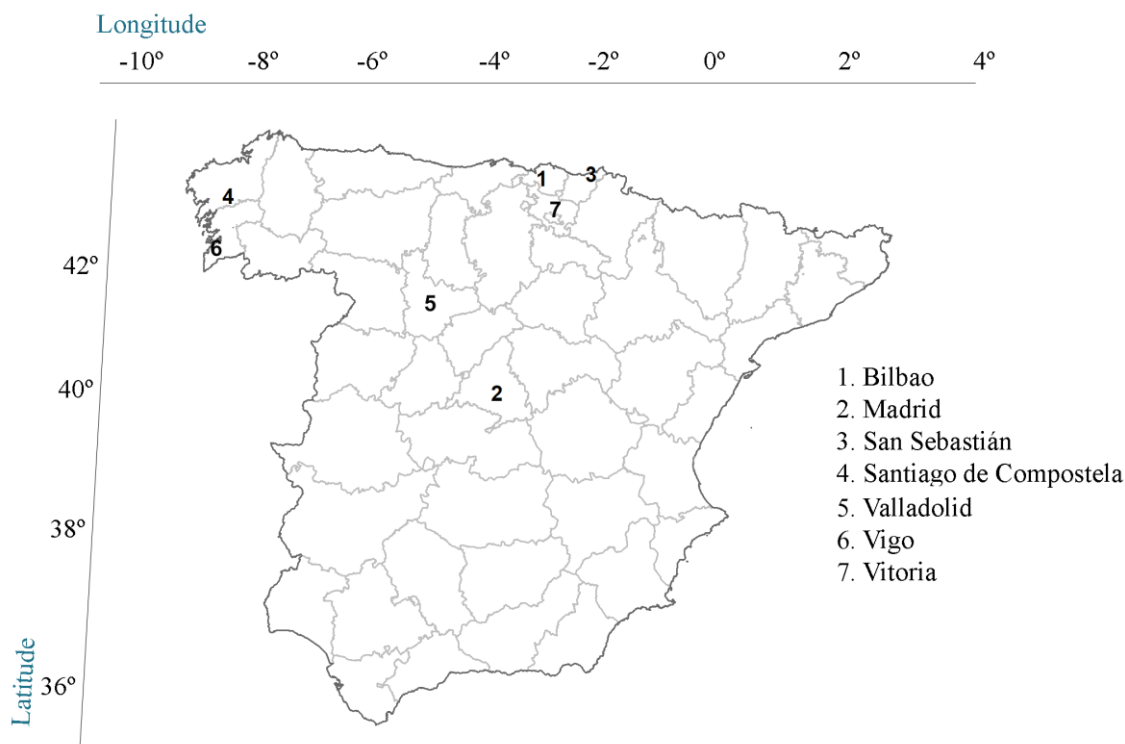 Longitude
-10º -8º -6º -4º -2º 0º 2º 4º
3
1
4
7
6
42º
5
40º
2
1. Bilbao
2. Madrid
3. San Sebastián
4. Santiago de Compostela
5. Valladolid
6. Vigo
7. Vitoria
38º
36º
Latitude